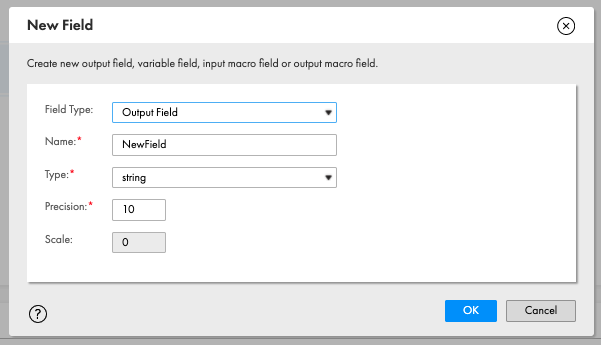 New Field
Create new output field, variable field, input macro field or output macro field.
Field Type: Output Field
Name:* NewField
Type:* string
Precision:* 10
Scale: 0
? OK Cancel